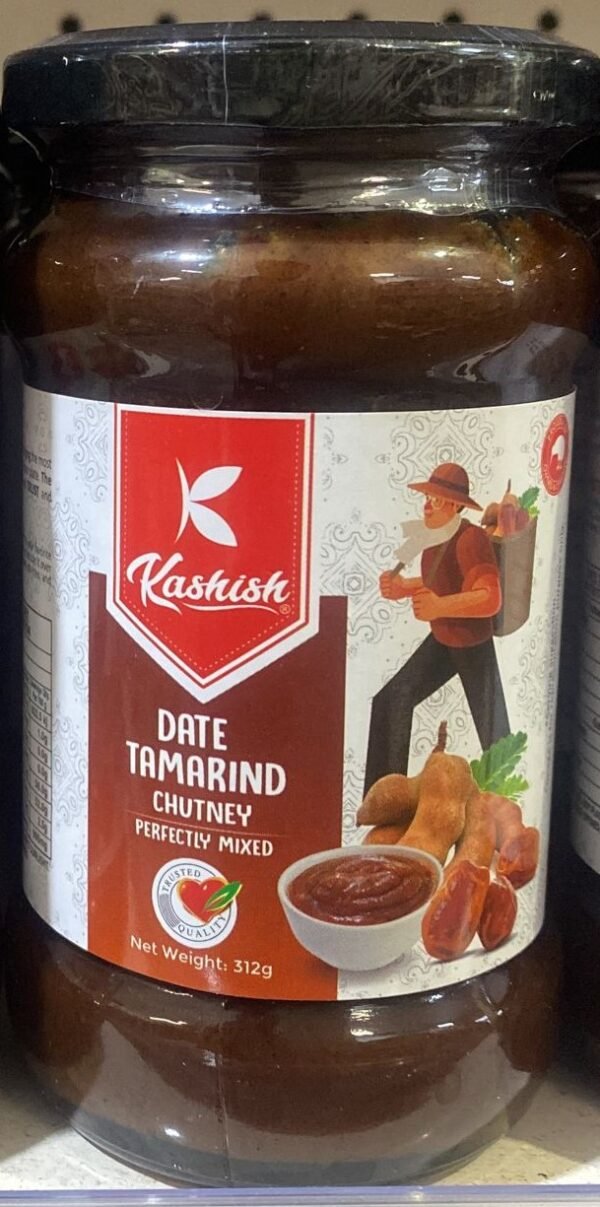 Kashish
®
DATE
TAMARIND
CHUTNEY
PERFECTLY MIXED
TRUSTED
QUALITY
Net Weight: 312g